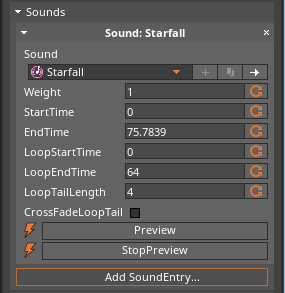 Sounds
Sound: Starfall
Sound
Starfall
Weight 1
StartTime 0
EndTime 75.7839
LoopStartTime 0
LoopEndTime 64
LoopTailLength 4
CrossFadeLoopTail
Preview
StopPreview
Add SoundEntry...